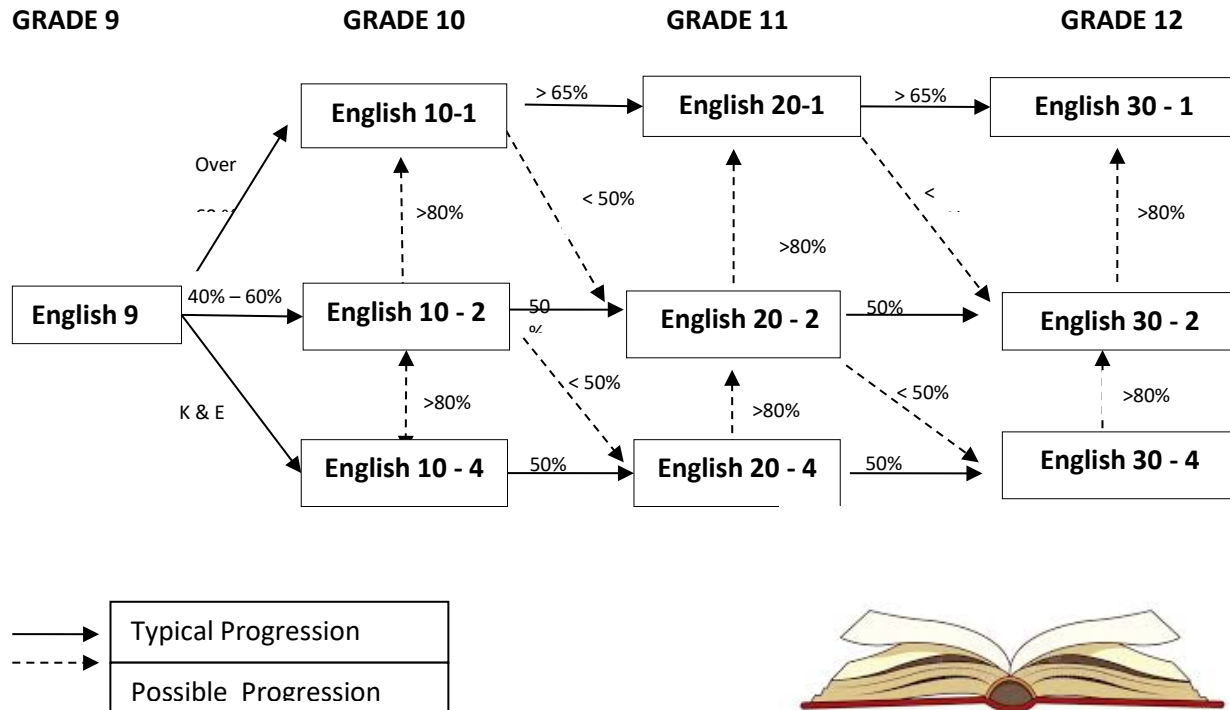 GRADE 9
GRADE 10
GRADE 11
GRADE 12
English 10-1
> 65%
English 20-1
> 65%
English 30 - 1
Over
>80%
< 50%
>80%
<
>80%
English 9
40% – 60%
English 10 - 2
50
%
English 20 - 2
50%
English 30 - 2
K & E
>80%
< 50%
>80%
< 50%
>80%
English 10 - 4
50%
English 20 - 4
50%
English 30 - 4
Typical Progression
Possible Progression